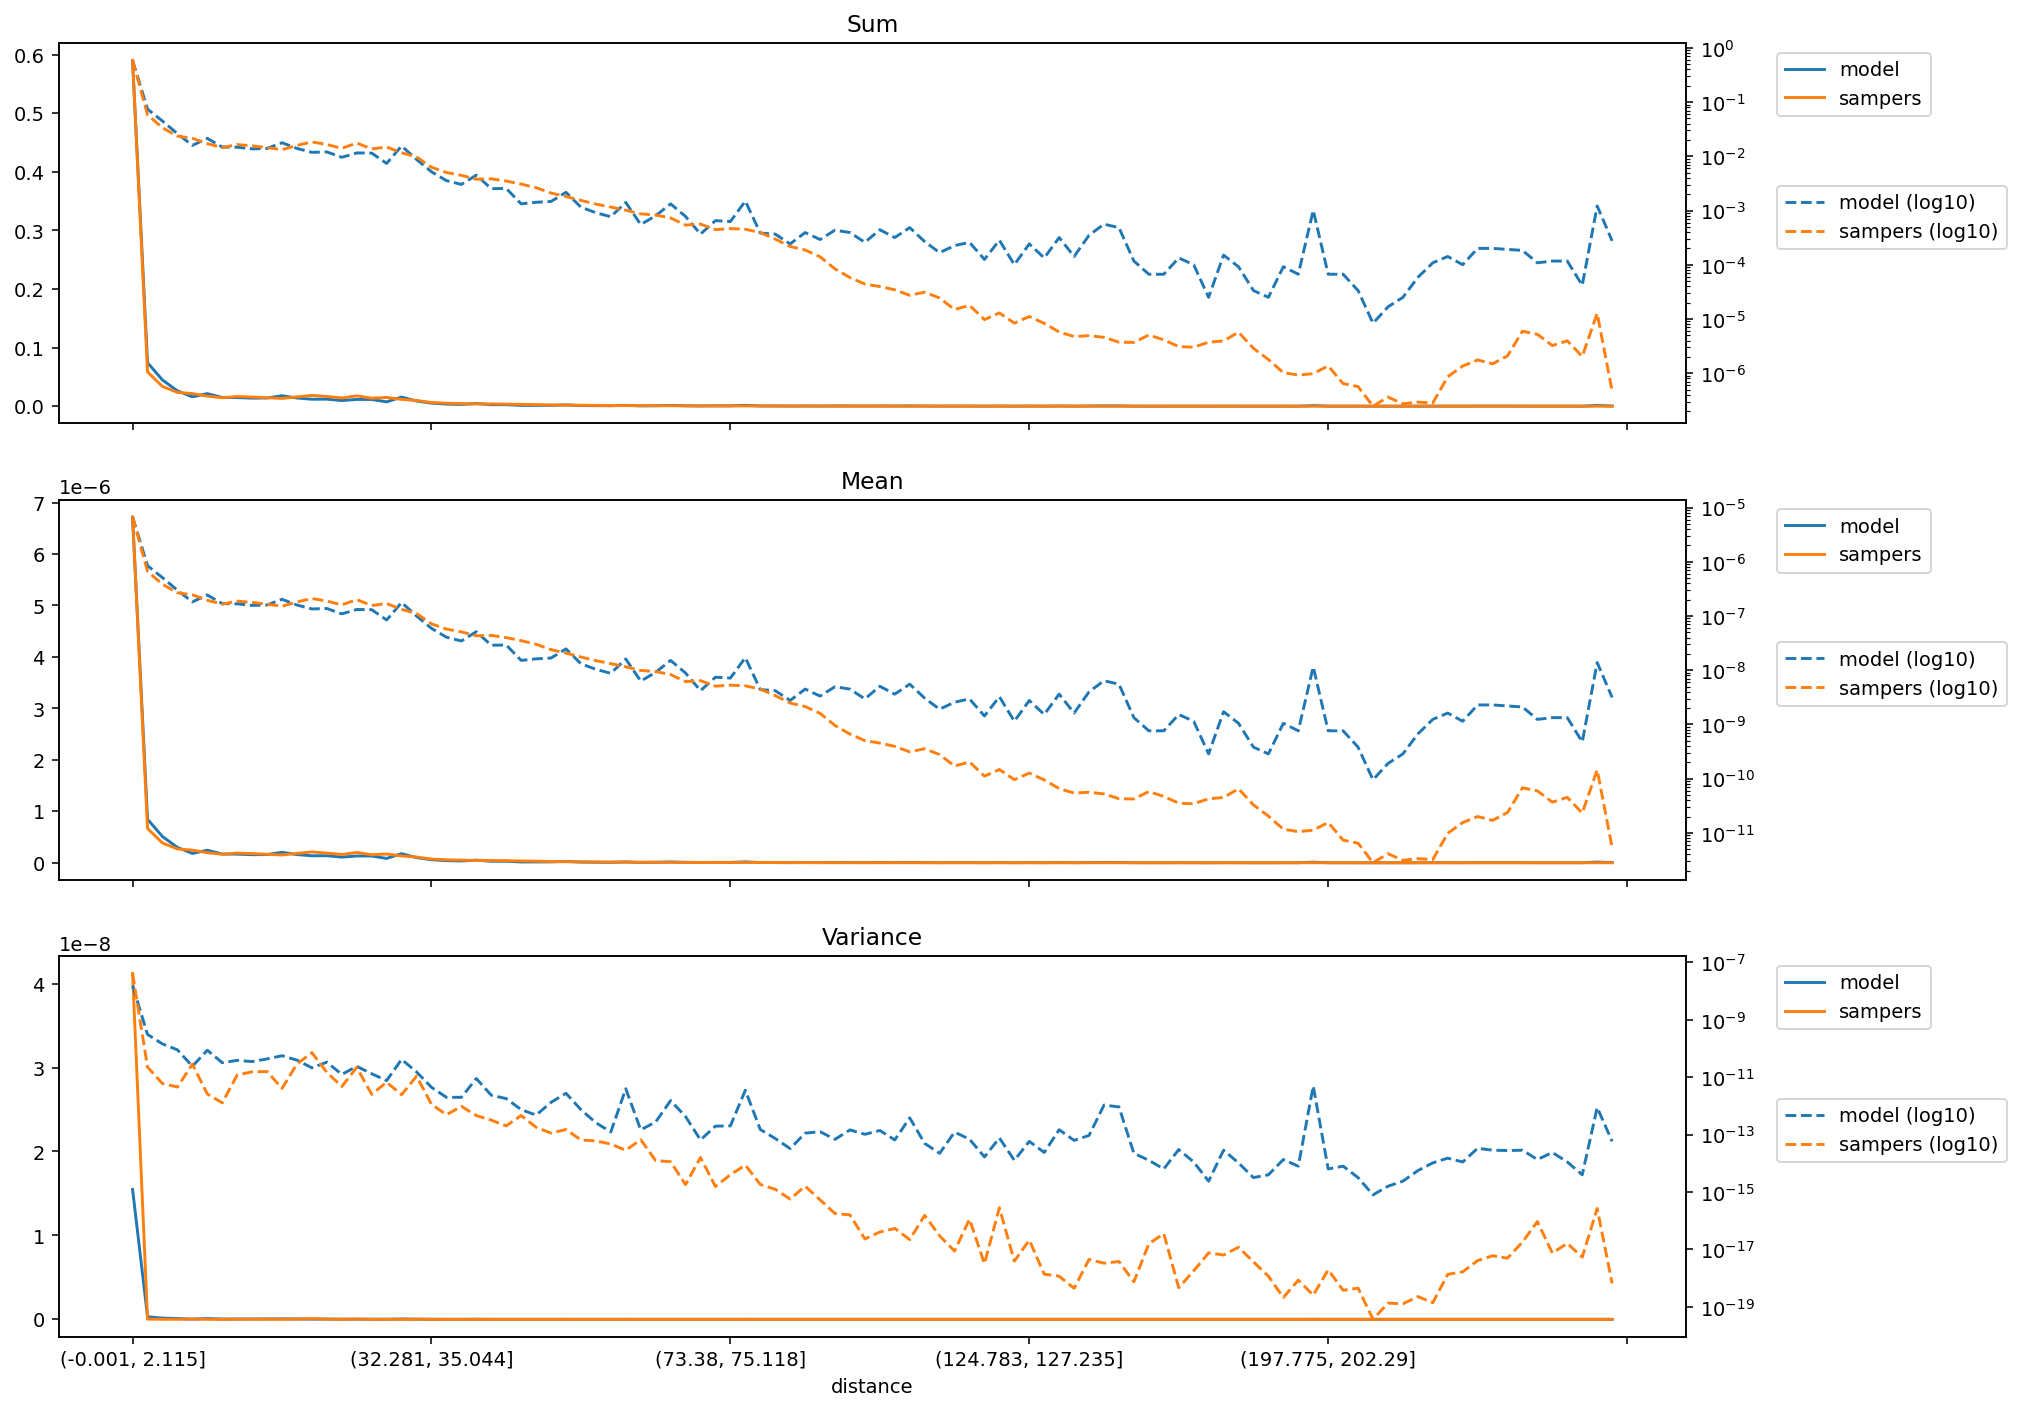 Sum
0.6
0.5
0.4
0.3
0.2
0.1
0.0
10⁰
10⁻¹
10⁻²
10⁻³
10⁻⁴
10⁻⁵
10⁻⁶
model
sampers
model (log10)
sampers (log10)
Mean
1e−6
7
6
5
4
3
2
1
0
10⁻⁵
10⁻⁶
10⁻⁷
10⁻⁸
10⁻⁹
10⁻¹⁰
10⁻¹¹
model
sampers
model (log10)
sampers (log10)
Variance
1e−8
4
3
2
1
0
10⁻⁷
10⁻⁹
10⁻¹¹
10⁻¹³
10⁻¹⁵
10⁻¹⁷
10⁻¹⁹
model
sampers
model (log10)
sampers (log10)
(-0.001, 2.115] (32.281, 35.044] (73.38, 75.118] (124.783, 127.235] (197.775, 202.29]
distance